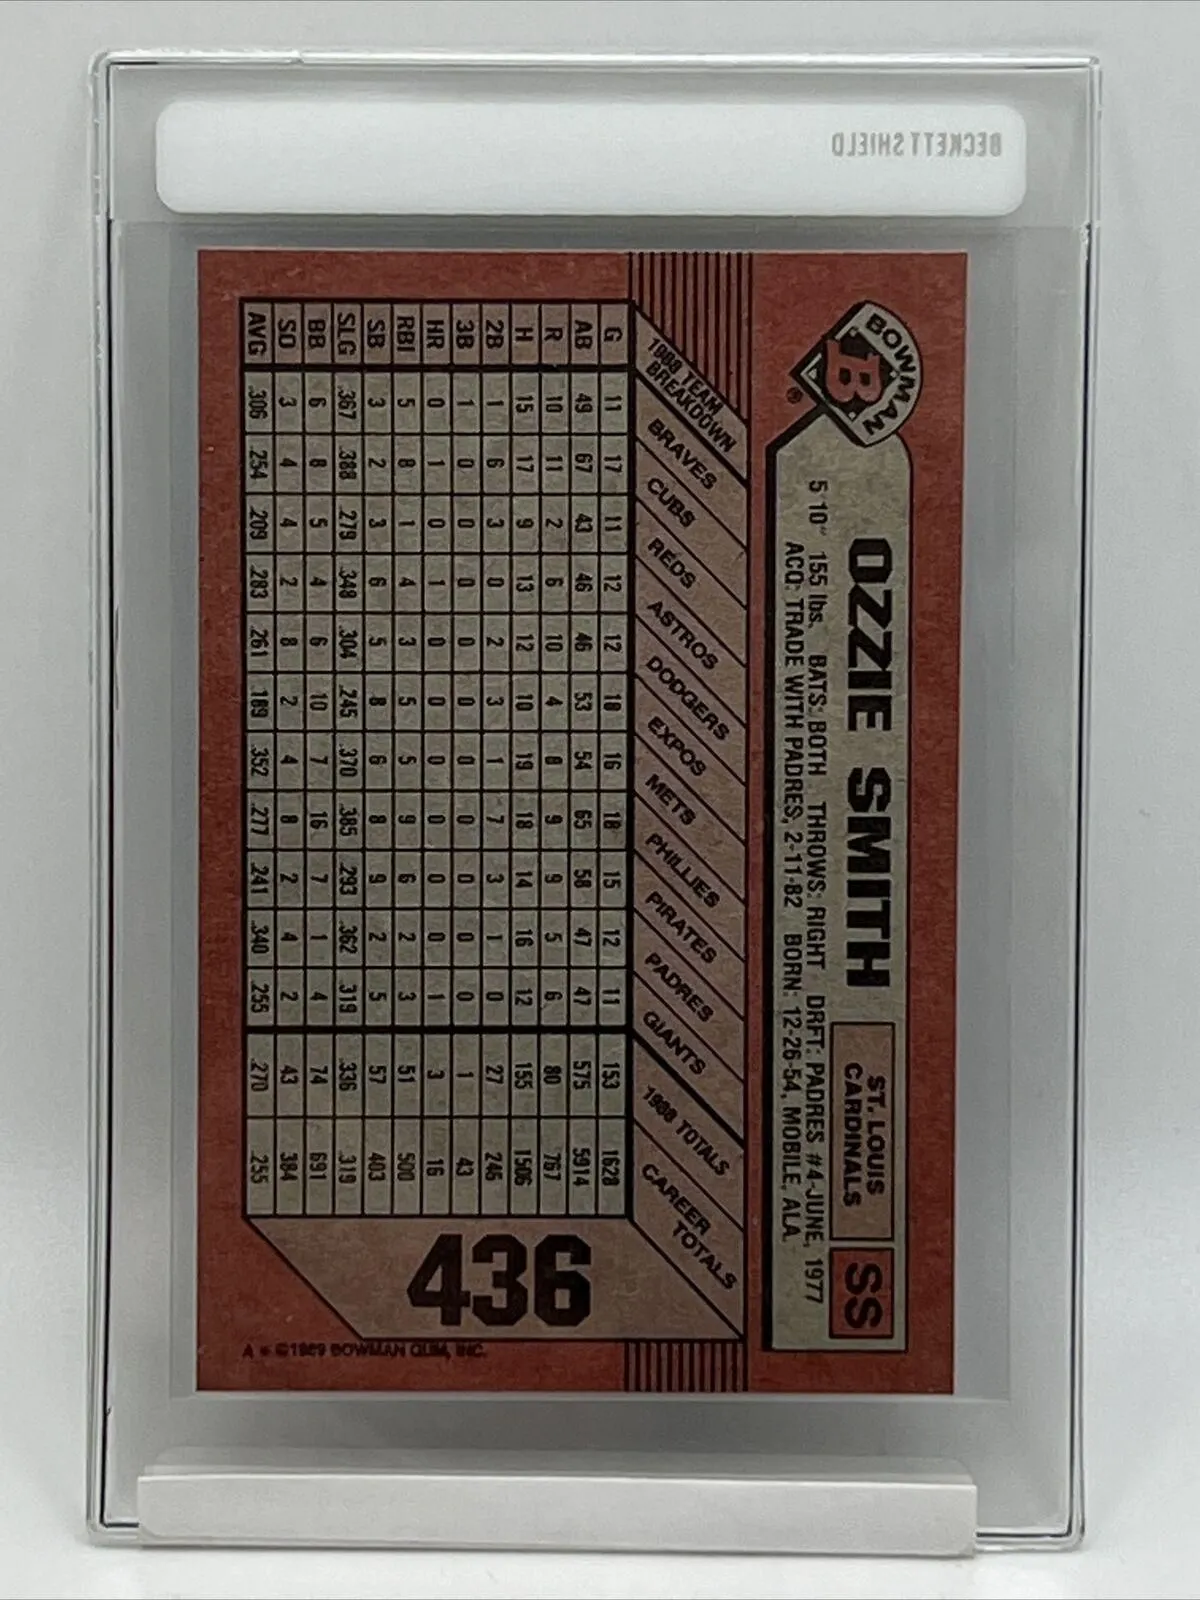 BECKETT SHIELD
BOWMAN
B
®
OZZIE SMITH
ST. LOUIS
CARDINALS
SS
5'10" 155 lbs. BATS: BOTH THROWS: RIGHT DRFT: PADRES #4-JUNE, 1977
ACQ: TRADE WITH PADRES, 2-11-82 BORN: 12-26-54, MOBILE, ALA.
1988 TEAM
BREAKDOWN
G AB R H 2B 3B HR RBI SB SLG BB SO AVG
BRAVES 11 49 10 15 1 1 0 5 3 .367 6 3 .306
CUBS 17 67 11 17 6 0 1 8 2 .388 8 4 .254
REDS 11 43 2 9 3 0 0 1 3 .279 5 4 .209
ASTROS 12 46 6 13 0 0 1 4 6 .348 4 2 .283
DODGERS 12 46 10 12 2 0 0 3 5 .304 6 8 .261
EXPOS 18 53 4 10 3 0 0 5 8 .245 10 2 .189
METS 16 54 8 19 1 0 0 5 6 .370 7 4 .352
PHILLIES 18 65 9 18 7 0 0 9 8 .385 16 8 .277
PIRATES 15 58 9 14 3 0 0 6 9 .293 7 2 .241
PADRES 12 47 5 16 1 0 0 2 2 .362 1 4 .340
GIANTS 11 47 6 12 0 0 1 3 5 .319 4 2 .255
1988 TOTALS 153 575 80 155 27 1 3 51 57 .336 74 43 .270
CAREER TOTALS 1628 5914 767 1506 246 43 16 500 403 .319 691 384 .255
436
A * ©1989 BOWMAN GUM, INC.